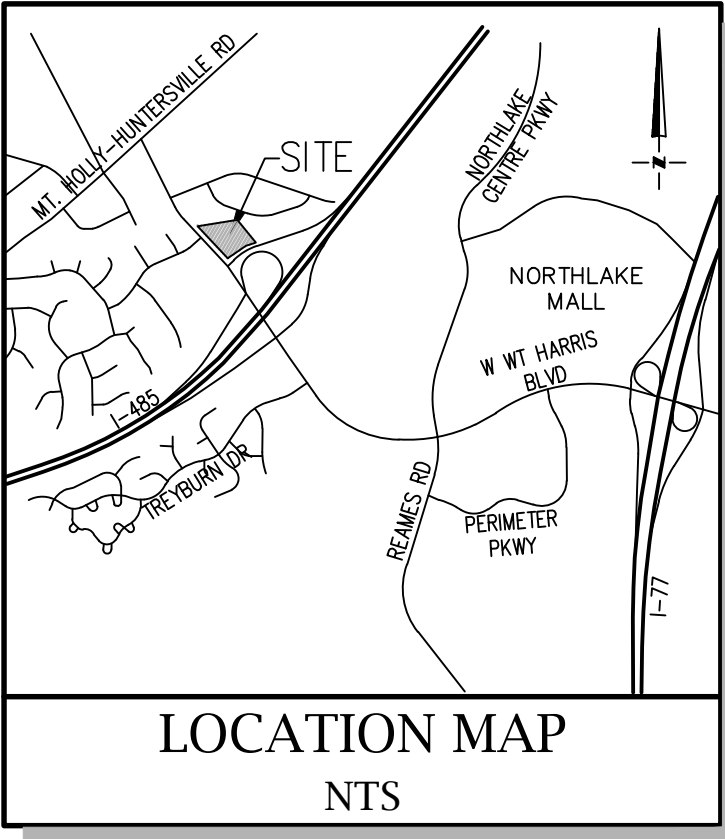 MT. HOLLY-HUNTERSVILLE RD
SITE
NORTHLAKE
CENTRE PKWY
N
NORTHLAKE
MALL
W WT HARRIS
BLVD
I-485
TREYBURN DR
REAMES RD
PERIMETER
PKWY
I-77
LOCATION MAP
NTS